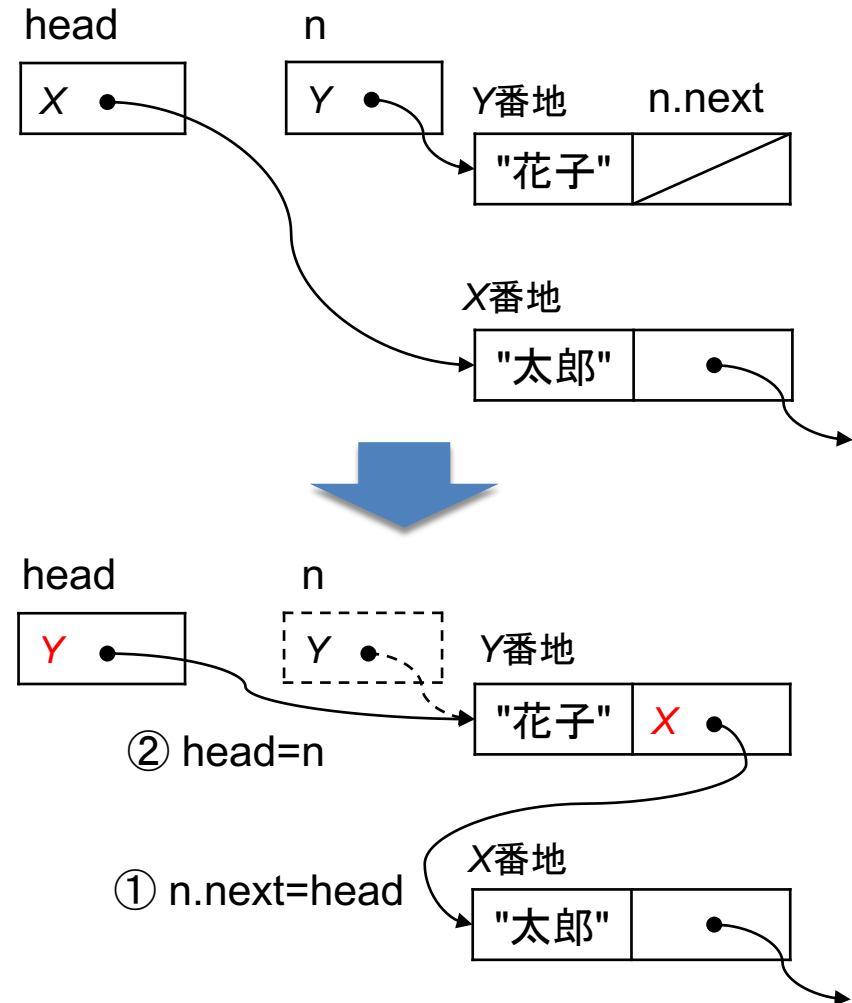 head n
X Y Y番地 n.next
"花子"
X番地
"太郎"
head n
Y Y Y番地
"花子" X
② head=n
X番地
① n.next=head
"太郎"